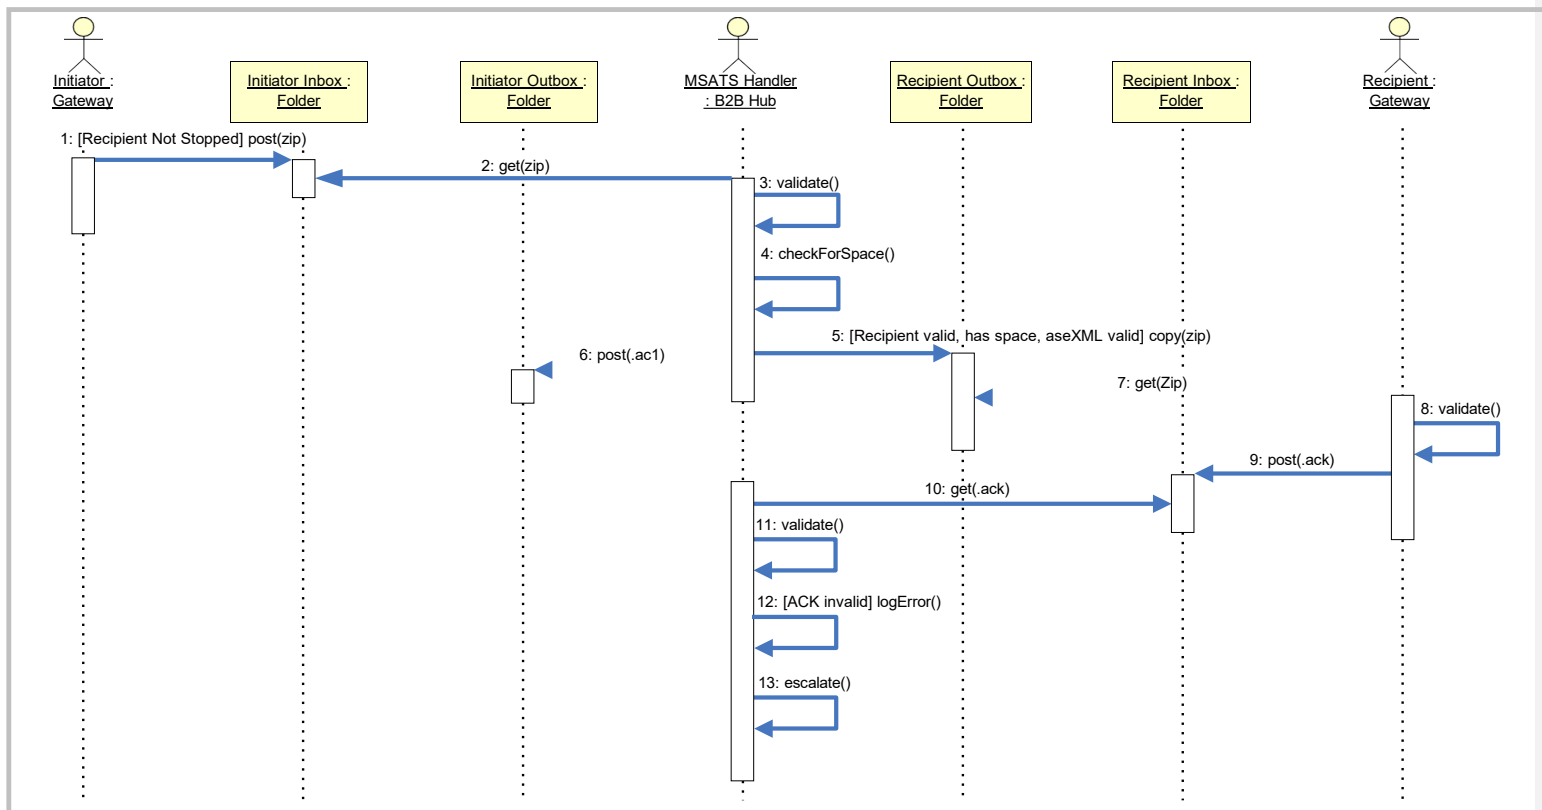 Initiator :
Gateway
Initiator Inbox :
Folder
Initiator Outbox :
Folder
MSATS Handler
: B2B Hub
Recipient Outbox :
Folder
Recipient Inbox :
Folder
Recipient :
Gateway
1: [Recipient Not Stopped] post(zip)
2: get(zip)
3: validate()
4: checkForSpace()
5: [Recipient valid, has space, aseXML valid] copy(zip)
6: post(.ac1)
7: get(Zip)
8: validate()
9: post(.ack)
10: get(.ack)
11: validate()
12: [ACK invalid] logError()
13: escalate()